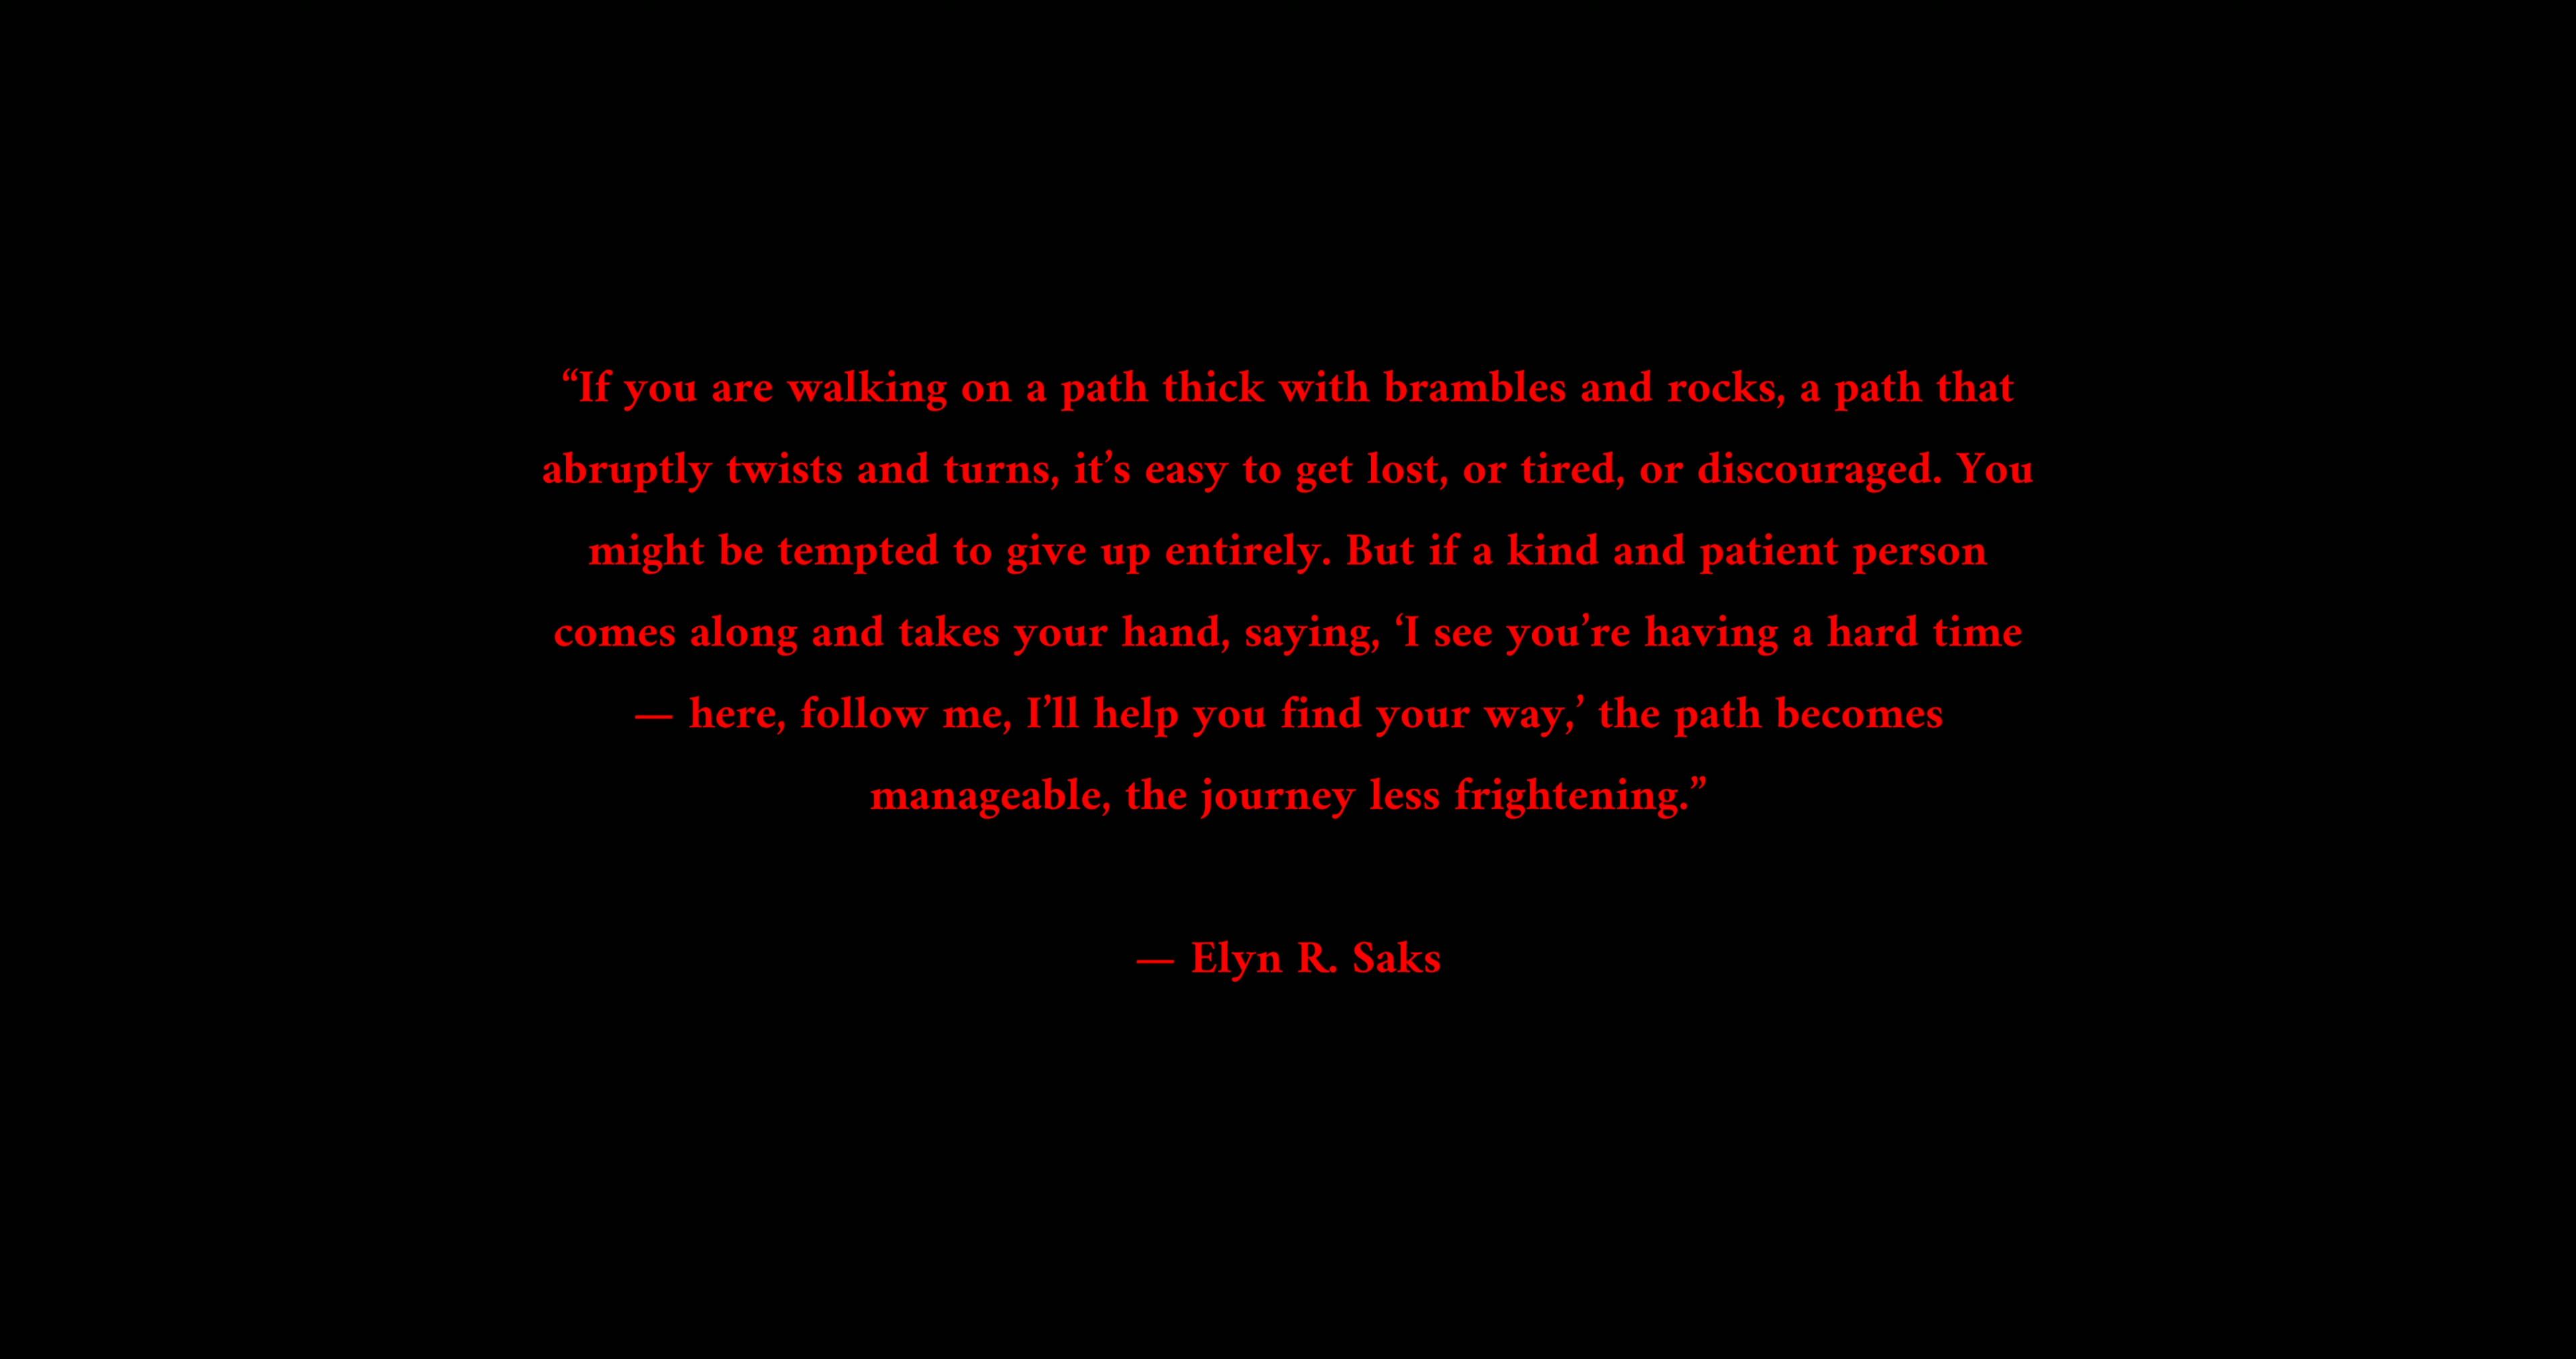 “If you are walking on a path thick with brambles and rocks, a path that
abruptly twists and turns, it’s easy to get lost, or tired, or discouraged. You
might be tempted to give up entirely. But if a kind and patient person
comes along and takes your hand, saying, ‘I see you’re having a hard time
— here, follow me, I’ll help you find your way,’ the path becomes
manageable, the journey less frightening.”
— Elyn R. Saks